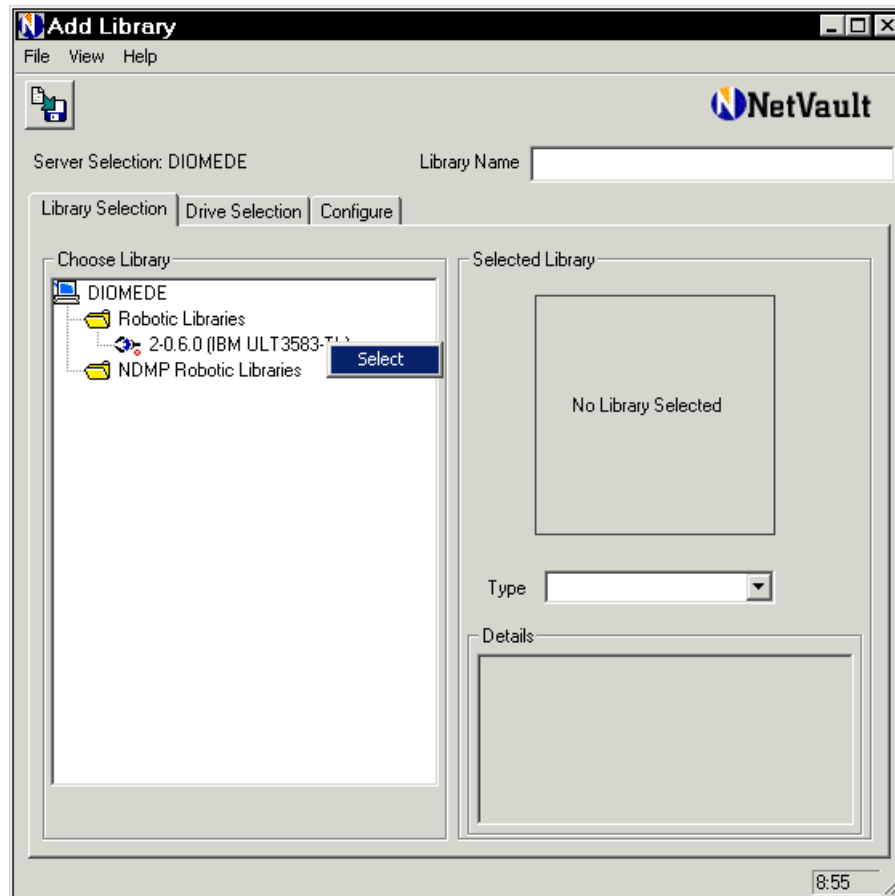 Add Library
File View Help
NetVault
Server Selection: DIOMEDE Library Name
Library Selection Drive Selection Configure
Choose Library
Selected Library
DIOMEDE
Robotic Libraries
2-0.6.0 (IBM ULT3583-TL)
Select
NDMP Robotic Libraries
No Library Selected
Type
Details
8:55